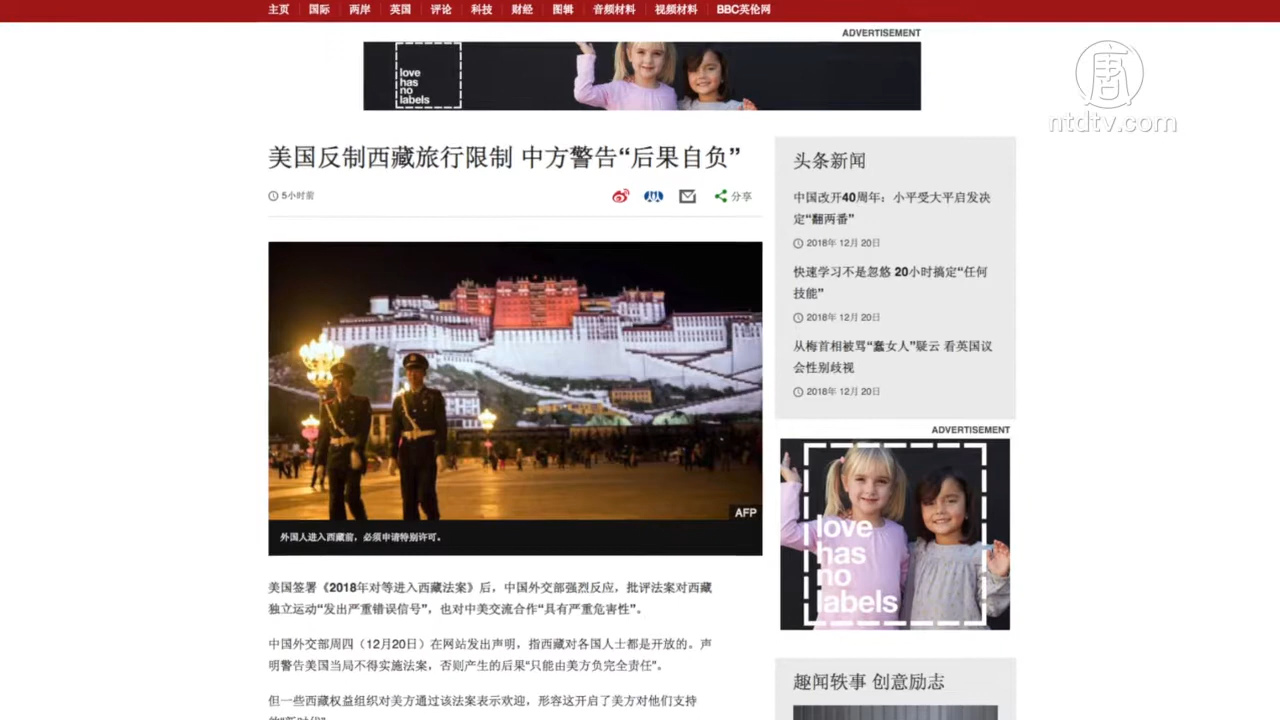 主页 国际 两岸 英国 评论 科技 财经 图辑 音频材料 视频材料 BBC英伦网
ADVERTISEMENT
love
has
no
labels
唐
ntdtv.com
美国反制西藏旅行限制 中方警告“后果自负”
5小时前
分享
AFP
外国人进入西藏前，必须申请特别许可。
美国签署《2018年对等进入西藏法案》后，中国外交部强烈反应，批评法案对西藏
独立运动“发出严重错误信号”，也对中美交流合作“具有严重危害性”。
中国外交部周四（12月20日）在网站发出声明，指西藏对各国人士都是开放的。声
明警告美国当局不得实施法案，否则产生的后果“只能由美方负完全责任”。
但一些西藏权益组织对美方通过该法案表示欢迎，形容这开启了美方对他们支持
的“新时代”
头条新闻
中国改开40周年：小平受大平启发决
定“翻两番”
2018年 12月 20日
快速学习不是忽悠 20小时搞定“任何
技能”
2018年 12月 20日
从梅首相被骂“蠢女人”疑云 看英国议
会性别歧视
2018年 12月 20日
ADVERTISEMENT
love
has
no
labels
趣闻轶事 创意励志